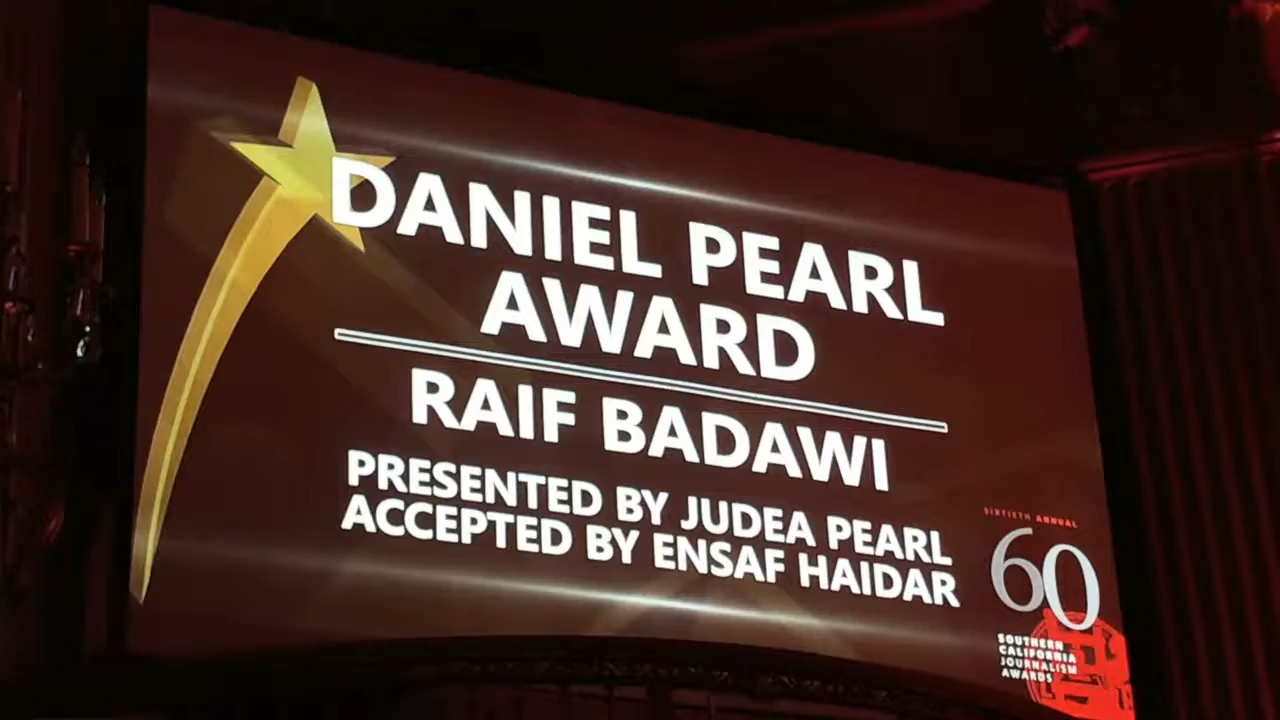 DANIEL PEARL
AWARD
RAIF BADAWI
PRESENTED BY JUDEA PEARL
ACCEPTED BY ENSAF HAIDAR
SIXTIETH ANNUAL
60
SOUTHERN
CALIFORNIA
JOURNALISM
AWARDS